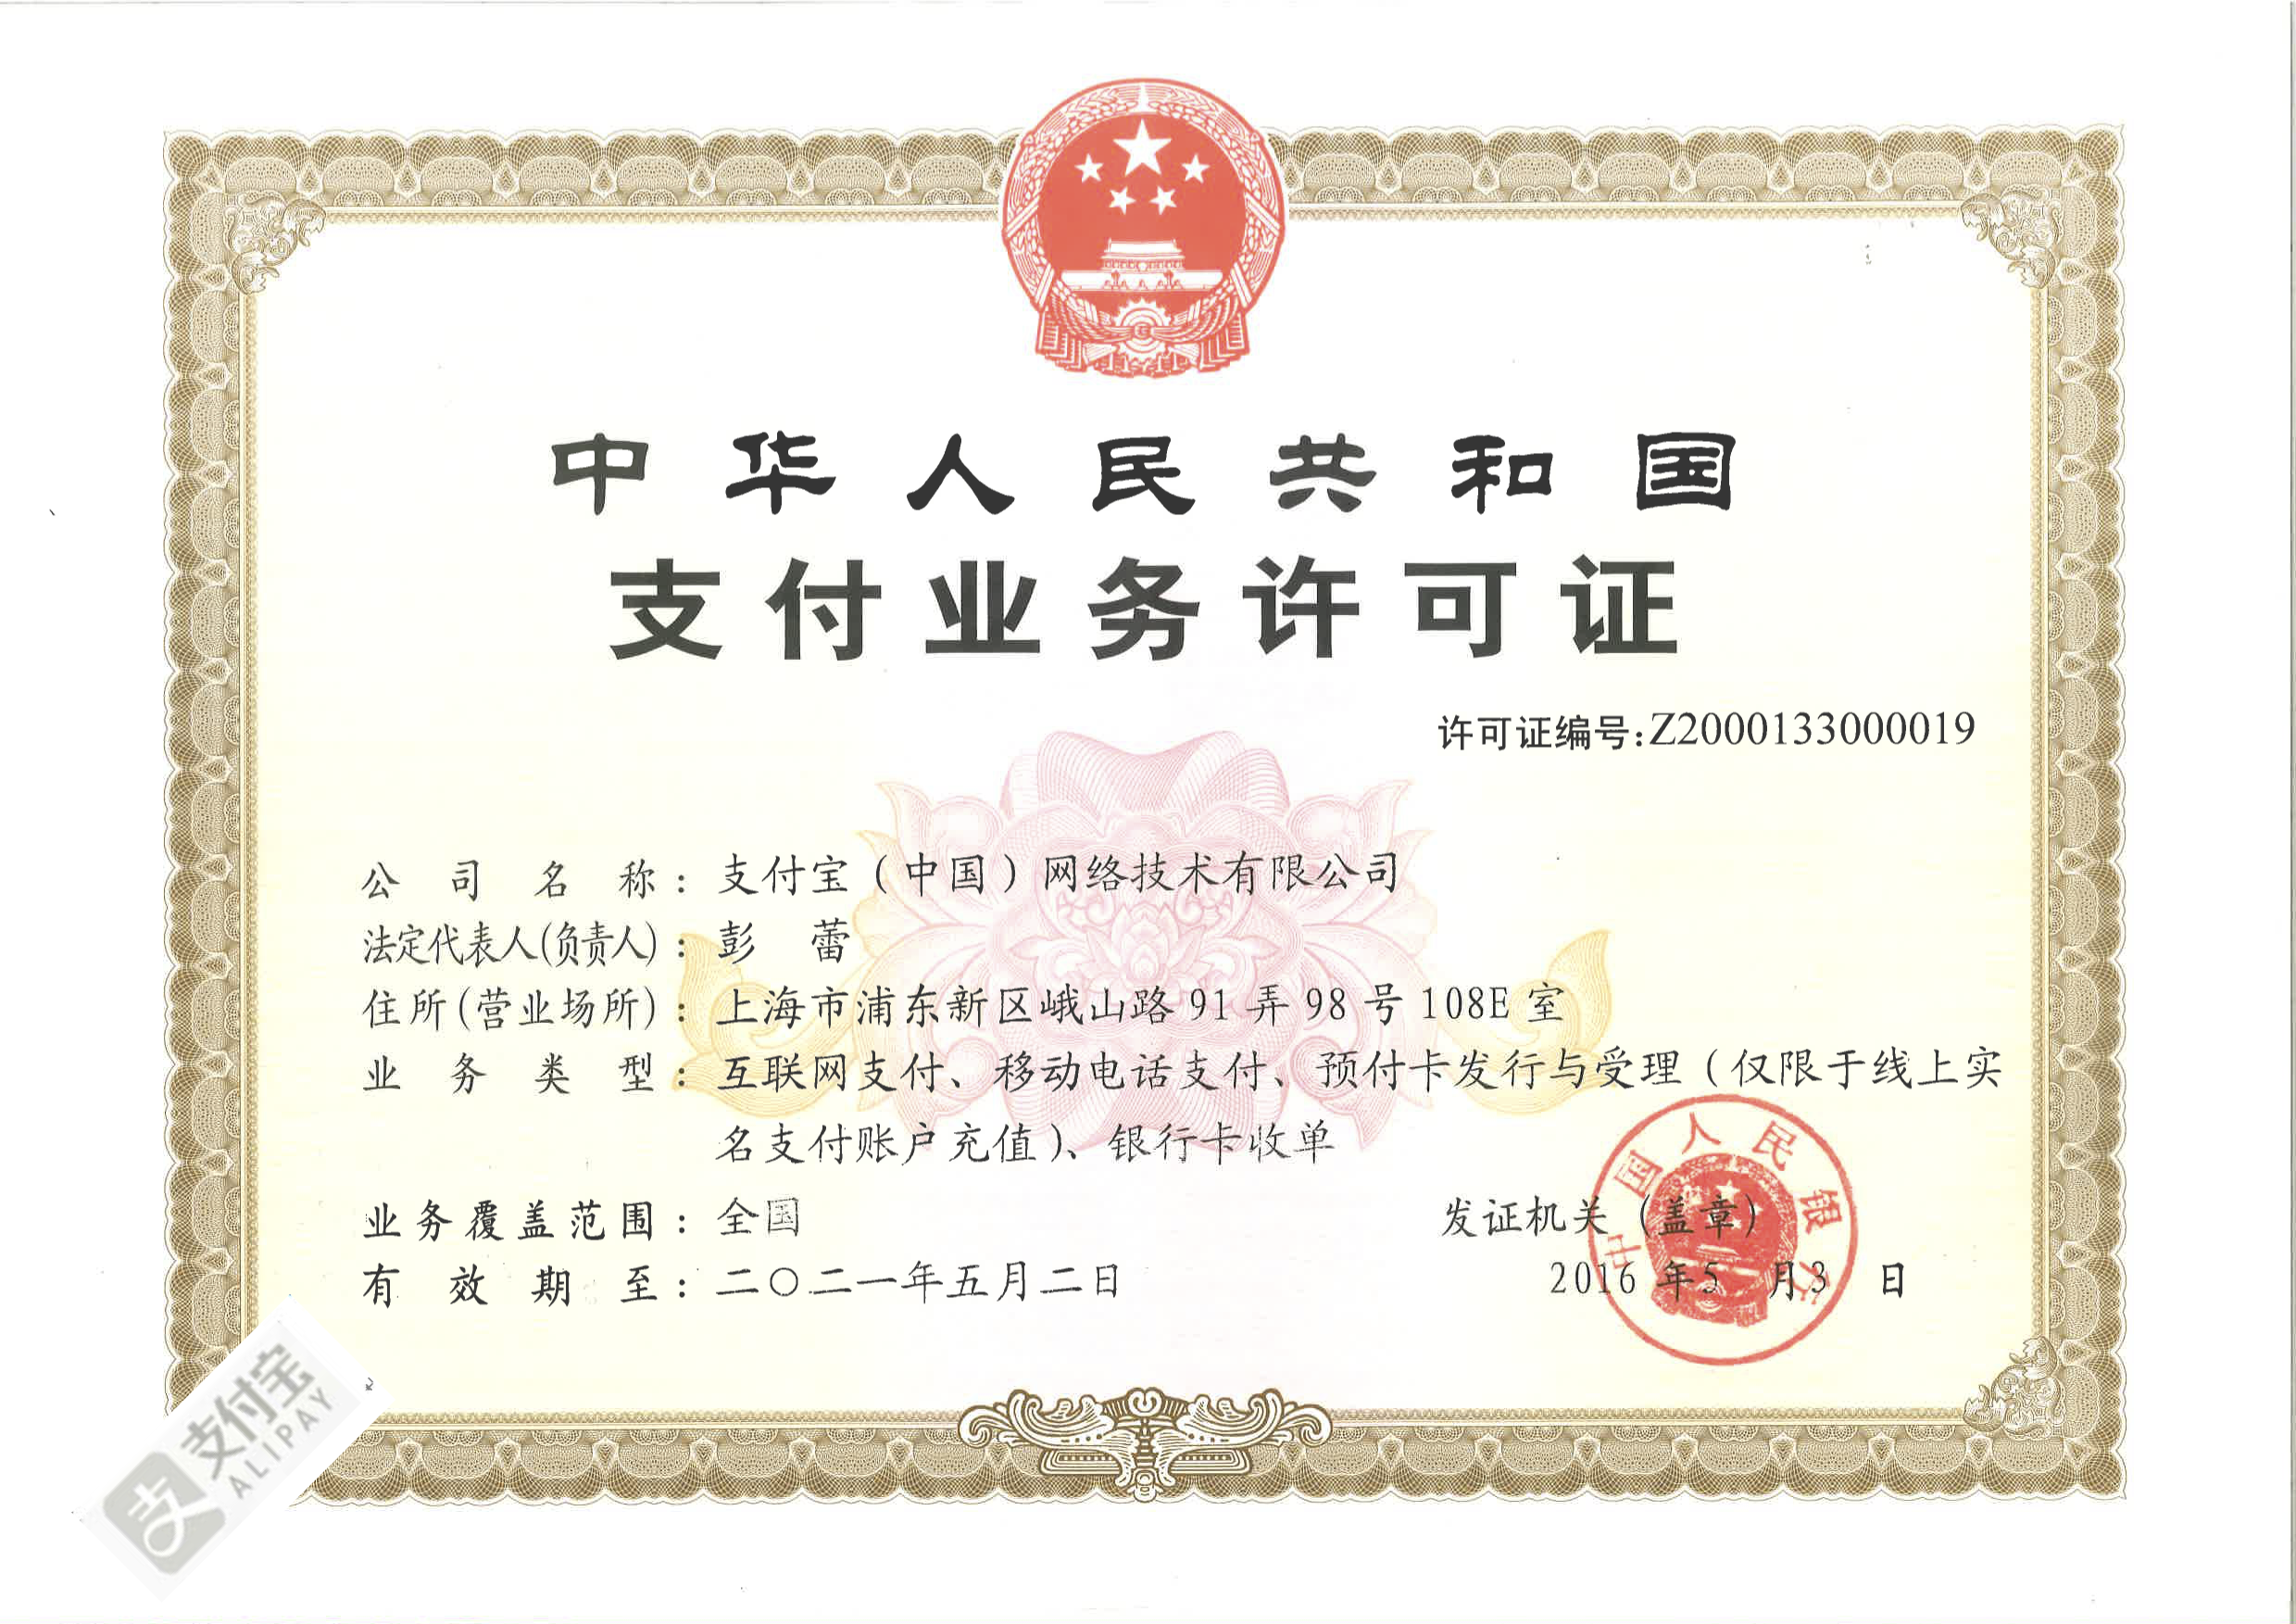 中华人民共和国
支付业务许可证
许可证编号:Z2000133000019
公司名称：支付宝（中国）网络技术有限公司
法定代表人(负责人)：彭蕾
住所(营业场所)：上海市浦东新区峨山路91弄98号108E室
业务类型：互联网支付、移动电话支付、预付卡发行与受理（仅限于线上实
名支付账户充值）、银行卡收单
业务覆盖范围：全国
有效期至：二〇二一年五月二日
发证机关（盖章）
2016年5月3日
中国人民银行
支付宝
ALIPAY